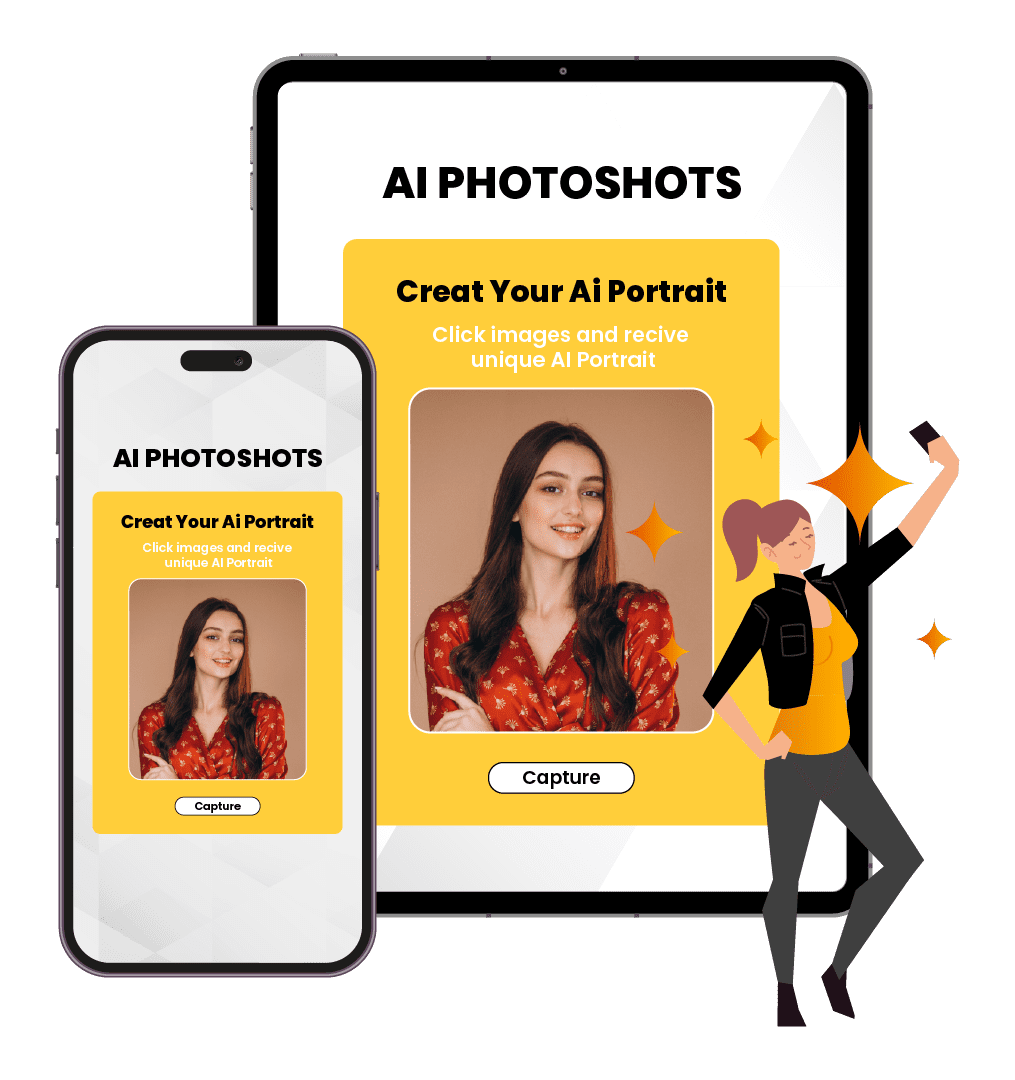 AI PHOTOSHOTS
Creat Your Ai Portrait
Click images and recive
unique AI Portrait
Capture
AI PHOTOSHOTS
Creat Your Ai Portrait
Click images and recive
unique AI Portrait
Capture